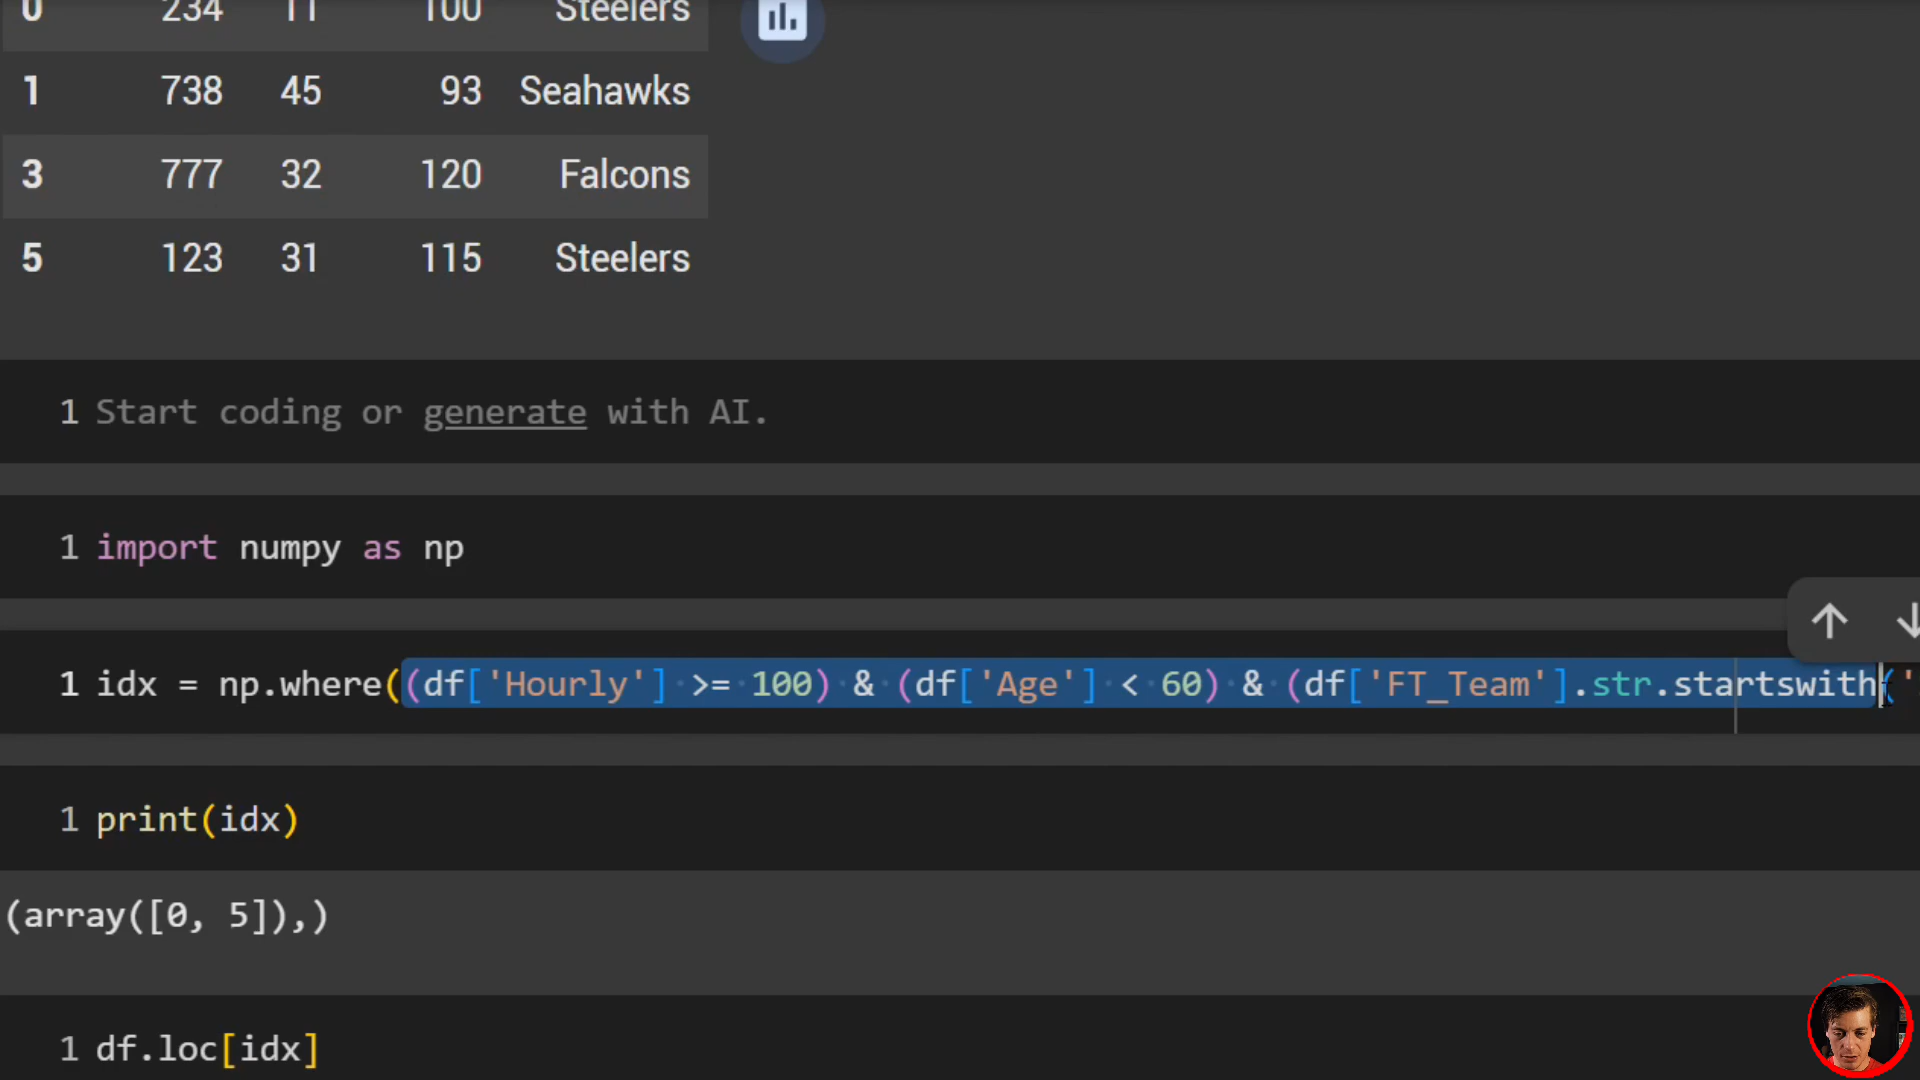 0 234 11 100 Steelers
1 738 45 93 Seahawks
3 777 32 120 Falcons
5 123 31 115 Steelers
1 Start coding or generate with AI.
1 import numpy as np
1 idx = np.where((df['Hourly'] >= 100) & (df['Age'] < 60) & (df['FT_Team'].str.startswith('
1 print(idx)
(array([0, 5]),)
1 df.loc[idx]